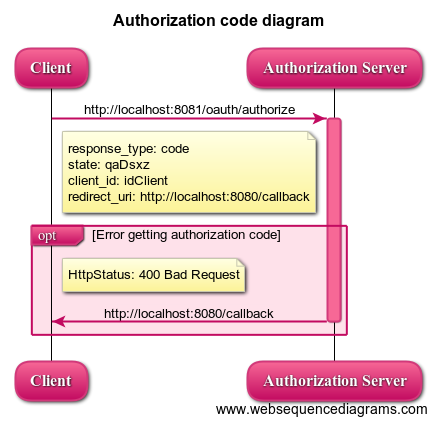 Authorization code diagram
Client
Authorization Server
http://localhost:8081/oauth/authorize
response_type: code
state: qaDsxz
client_id: idClient
redirect_uri: http://localhost:8080/callback
opt
[Error getting authorization code]
HttpStatus: 400 Bad Request
http://localhost:8080/callback
Client
Authorization Server
www.websequencediagrams.com